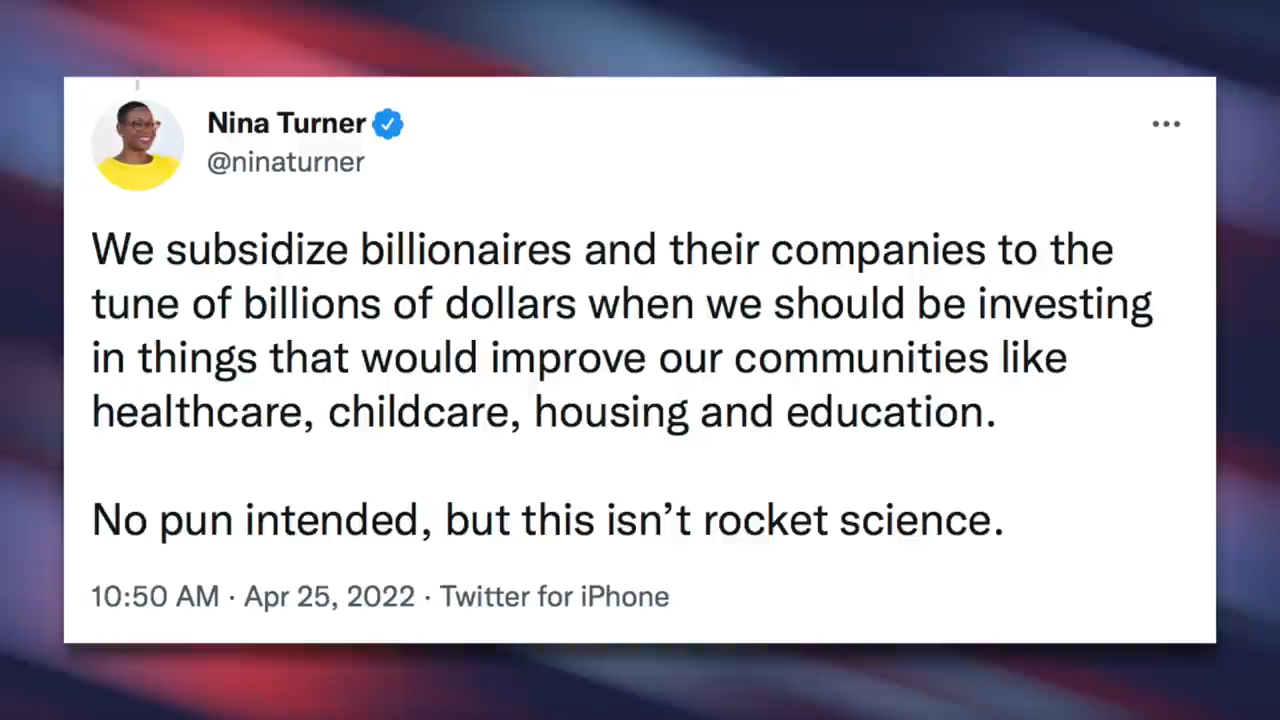 Nina Turner
@ninaturner
We subsidize billionaires and their companies to the
tune of billions of dollars when we should be investing
in things that would improve our communities like
healthcare, childcare, housing and education.
No pun intended, but this isn’t rocket science.
10:50 AM · Apr 25, 2022 · Twitter for iPhone